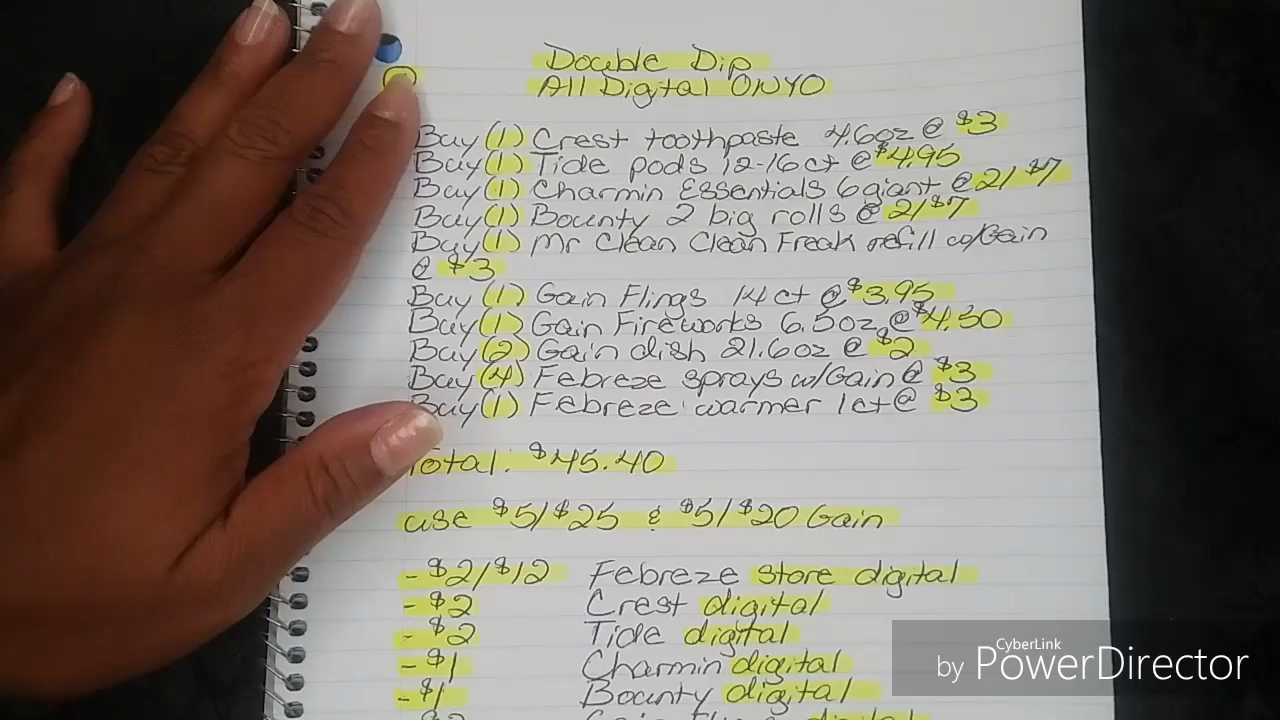 Double Dip
All Digital ONYO
Buy (1) Crest toothpaste 4.6oz @ $3
Buy (1) Tide pods 12-16ct @ $4.95
Buy (1) Charmin Essentials 6 giant @ 2/$7
Buy (1) Bounty 2 big rolls @ 2/$7
Buy (1) Mr Clean Clean Freak refill w/Gain
@ $3
Buy (1) Gain Flings 14ct @ $3.95
Buy (1) Gain Fireworks 6.5oz @ $4.50
Buy (2) Gain dish 21.6oz @ $2
Buy (4) Febreze sprays w/Gain @ $3
Buy (1) Febreze warmer 1ct @ $3
Total: $45.40
use $5/$25 & $5/$20 Gain
- $2/$12 Febreze store digital
- $2 Crest digital
- $2 Tide digital
- $1 Charmin digital
- $1 Bounty digital
CyberLink
by PowerDirector